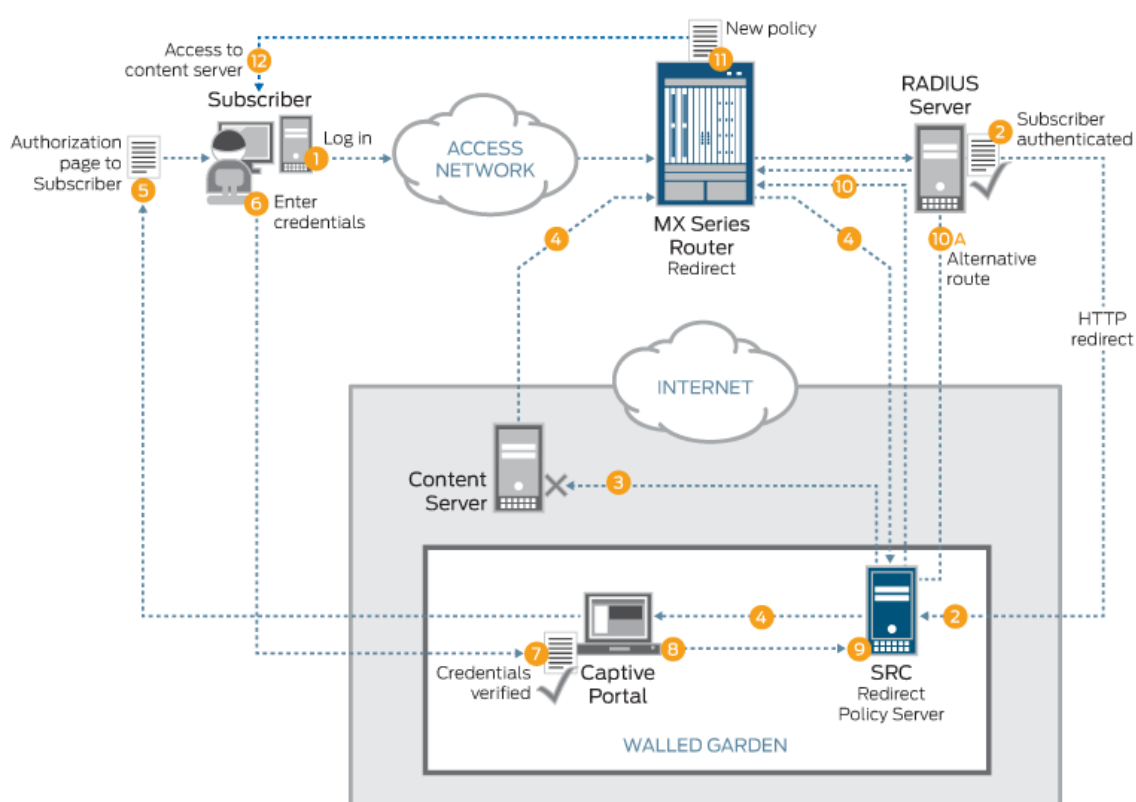 New policy
11
Access to
content server
12
Subscriber
RADIUS
Server
Log in
1
2
Subscriber
authenticated
Authorization
page to
Subscriber
5
ACCESS
NETWORK
10
6
Enter
credentials
4
MX Series
Router
Redirect
4
10A
Alternative
route
HTTP
redirect
INTERNET
Content
Server
3
4
2
7
8
9
Credentials
verified
Captive
Portal
SRC
Redirect
Policy Server
WALLED GARDEN